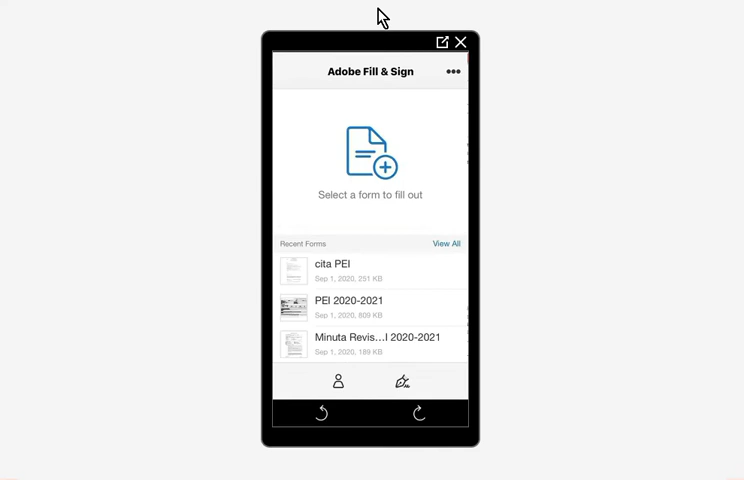 Adobe Fill & Sign
Select a form to fill out
Recent Forms View All
cita PEI
Sep 1, 2020, 251 KB
PEI 2020-2021
Sep 1, 2020, 809 KB
Minuta Revis...I 2020-2021
Sep 1, 2020, 189 KB